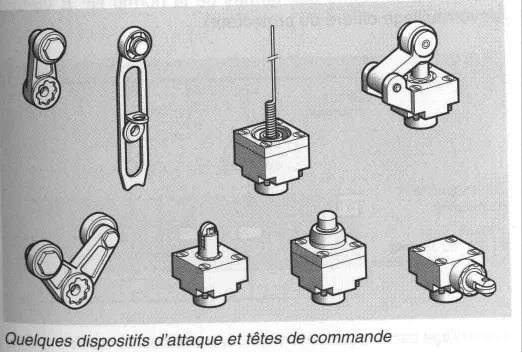 Quelques dispositifs d'attaque et têtes de commande